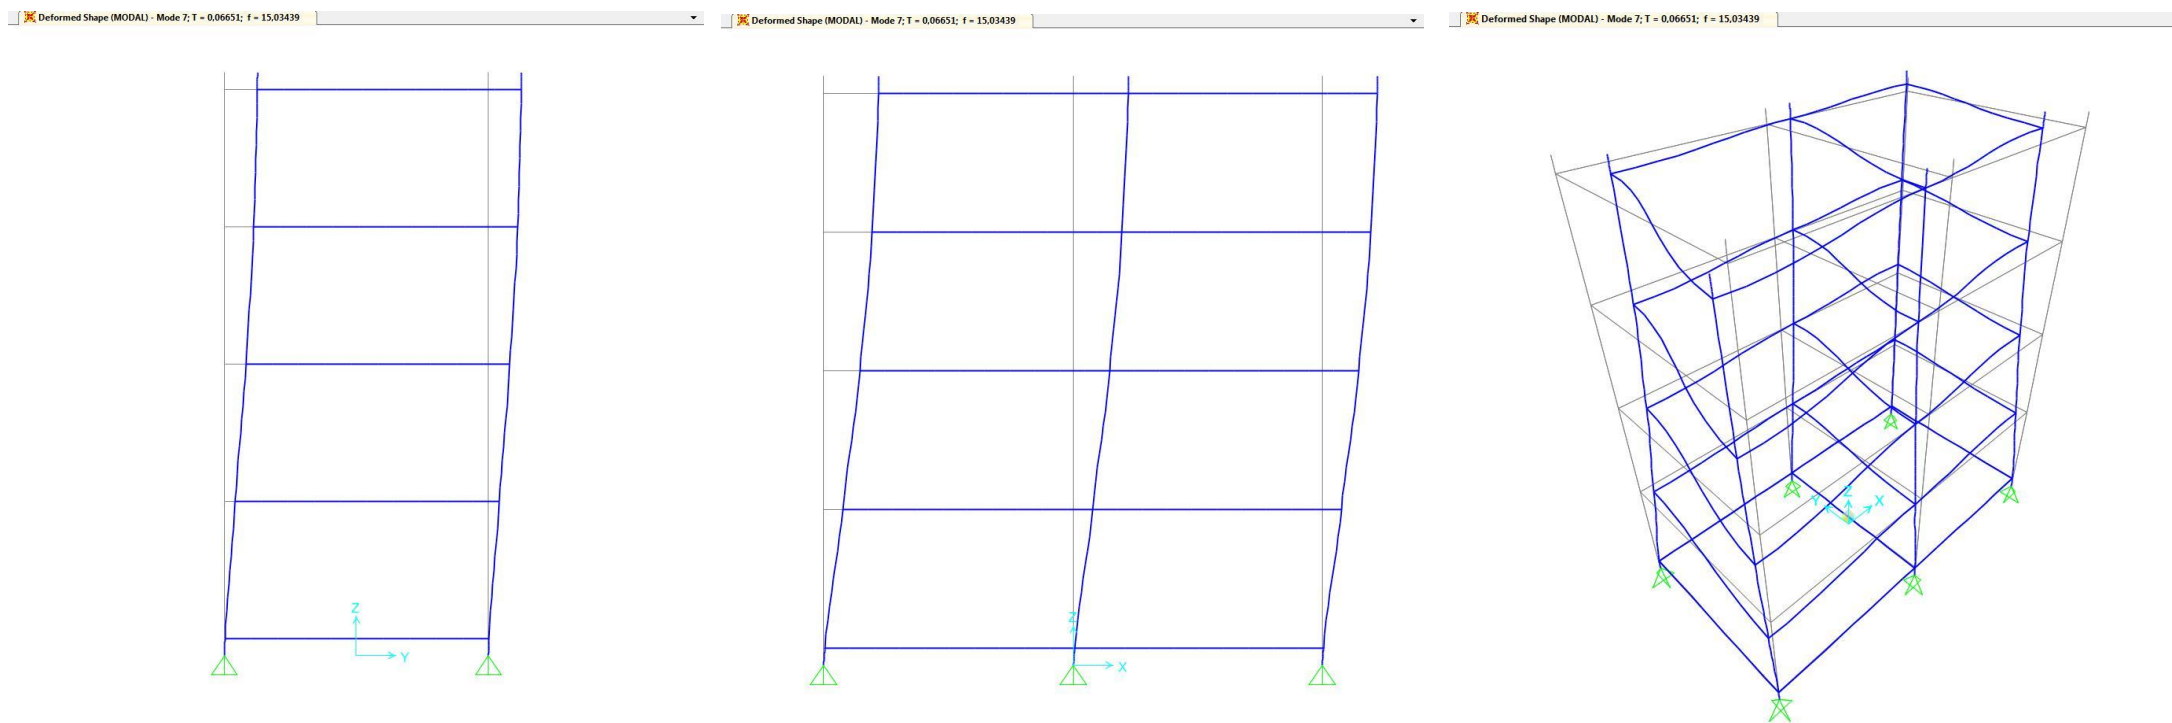 Deformed Shape (MODAL) - Mode 7; T = 0,06651; f = 15,03439
Deformed Shape (MODAL) - Mode 7; T = 0,06651; f = 15,03439
Deformed Shape (MODAL) - Mode 7; T = 0,06651; f = 15,03439
Z
Y
Z
X
Z
Y
X